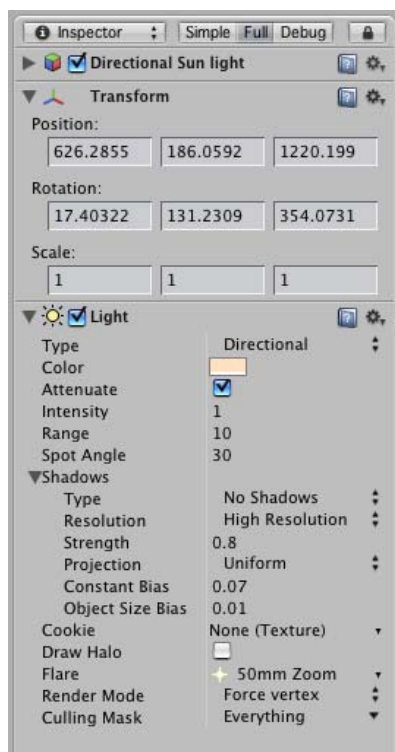 Inspector Simple Full Debug
Directional Sun light
Transform
Position:
626.2855 186.0592 1220.199
Rotation:
17.40322 131.2309 354.0731
Scale:
1 1 1
Light
Type Directional
Color
Attenuate
Intensity 1
Range 10
Spot Angle 30
Shadows
Type No Shadows
Resolution High Resolution
Strength 0.8
Projection Uniform
Constant Bias 0.07
Object Size Bias 0.01
Cookie None (Texture)
Draw Halo
Flare 50mm Zoom
Render Mode Force vertex
Culling Mask Everything